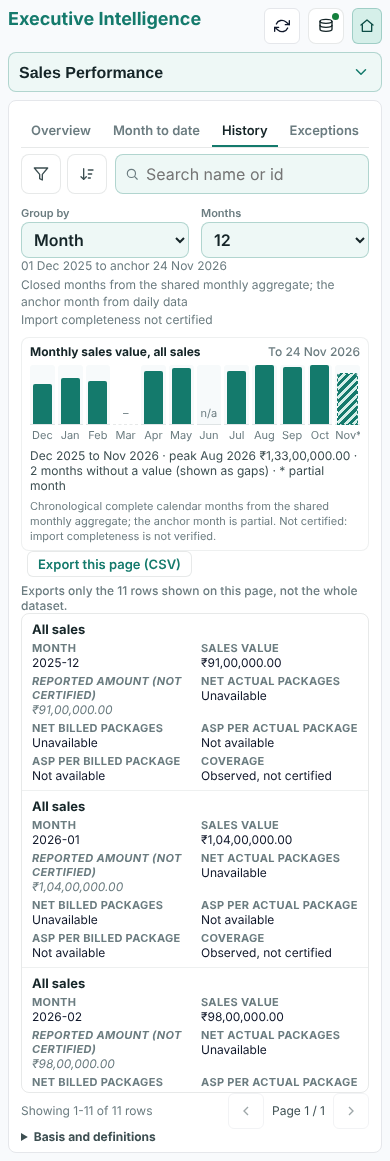 Executive Intelligence
Sales Performance
Overview Month to date History Exceptions
Search name or id
Group by Months
Month 12
01 Dec 2025 to anchor 24 Nov 2026
Closed months from the shared monthly aggregate; the
anchor month from daily data
Import completeness not certified
Monthly sales value, all sales To 24 Nov 2026
– n/a
Dec Jan Feb Mar Apr May Jun Jul Aug Sep Oct Nov*
Dec 2025 to Nov 2026 · peak Aug 2026 ₹1,33,00,000.00 ·
2 months without a value (shown as gaps) · * partial
month
Chronological complete calendar months from the shared
monthly aggregate; the anchor month is partial. Not certified:
import completeness is not verified.
Export this page (CSV)
Exports only the 11 rows shown on this page, not the whole
dataset.
All sales
MONTH SALES VALUE
2025-12 ₹91,00,000.00
REPORTED AMOUNT (NOT NET ACTUAL PACKAGES
CERTIFIED) Unavailable
₹91,00,000.00
NET BILLED PACKAGES ASP PER ACTUAL PACKAGE
Unavailable Not available
ASP PER BILLED PACKAGE COVERAGE
Not available Observed, not certified
All sales
MONTH SALES VALUE
2026-01 ₹1,04,00,000.00
REPORTED AMOUNT (NOT NET ACTUAL PACKAGES
CERTIFIED) Unavailable
₹1,04,00,000.00
NET BILLED PACKAGES ASP PER ACTUAL PACKAGE
Unavailable Not available
ASP PER BILLED PACKAGE COVERAGE
Not available Observed, not certified
All sales
MONTH SALES VALUE
2026-02 ₹98,00,000.00
REPORTED AMOUNT (NOT NET ACTUAL PACKAGES
CERTIFIED) Unavailable
₹98,00,000.00
NET BILLED PACKAGES ASP PER ACTUAL PACKAGE
Showing 1-11 of 11 rows Page 1 / 1
Basis and definitions